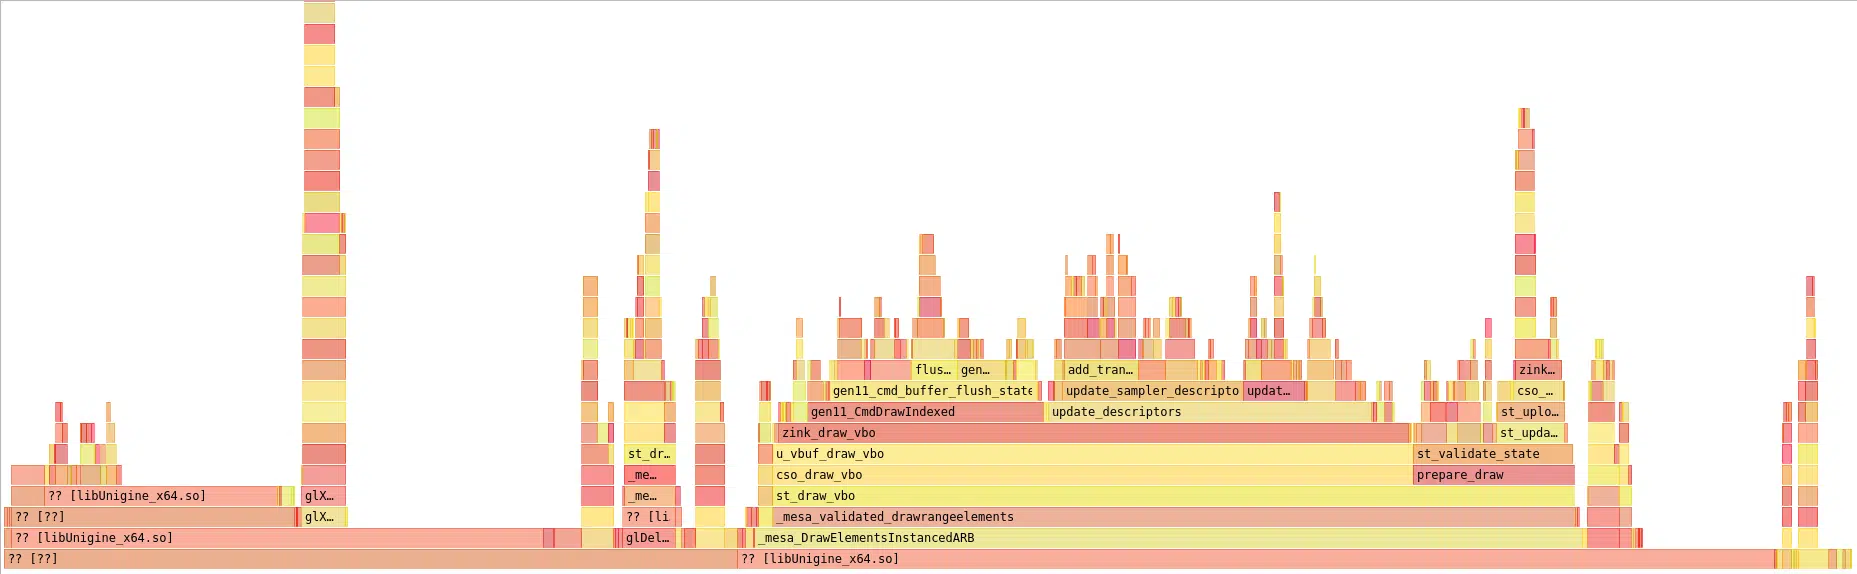 flus… gen… add_tran… zink…
gen11_cmd_buffer_flush_state update_sampler_descripto updat… cso_…
gen11_CmdDrawIndexed update_descriptors st_uplo…
zink_draw_vbo st_upda…
st_dr… u_vbuf_draw_vbo st_validate_state
_me… cso_draw_vbo prepare_draw
?? [libUnigine_x64.so] glX… _me… st_draw_vbo
?? [??] glX… ?? [li _mesa_validated_drawrangeelements
?? [libUnigine_x64.so] glDel… _mesa_DrawElementsInstancedARB
?? [??] ?? [libUnigine_x64.so]